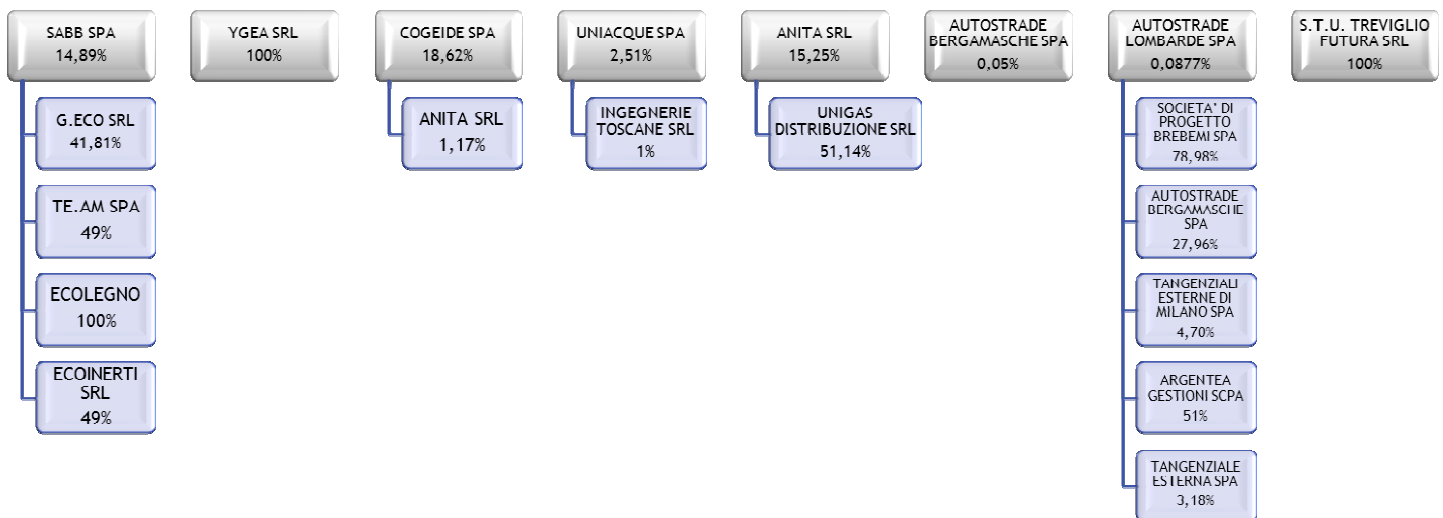 SABB SPA
14,89%
YGEA SRL
100%
COGEIDE SPA
18,62%
UNIACQUE SPA
2,51%
ANITA SRL
15,25%
AUTOSTRADE
BERGAMASCHE SPA
0,05%
AUTOSTRADE
LOMBARDE SPA
0,0877%
S.T.U. TREVIGLIO
FUTURA SRL
100%
G.ECO SRL
41,81%
TE.AM SPA
49%
ECOLEGNO
100%
ECOINERTI
SRL
49%
ANITA SRL
1,17%
INGEGNERIE
TOSCANE SRL
1%
UNIGAS
DISTRIBUZIONE SRL
51,14%
SOCIETA' DI
PROGETTO
BREBEMI SPA
78,98%
AUTOSTRADE
BERGAMASCHE
SPA
27,96%
TANGENZIALI
ESTERNE DI
MILANO SPA
4,70%
ARGENTEA
GESTIONI SCPA
51%
TANGENZIALE
ESTERNA SPA
3,18%